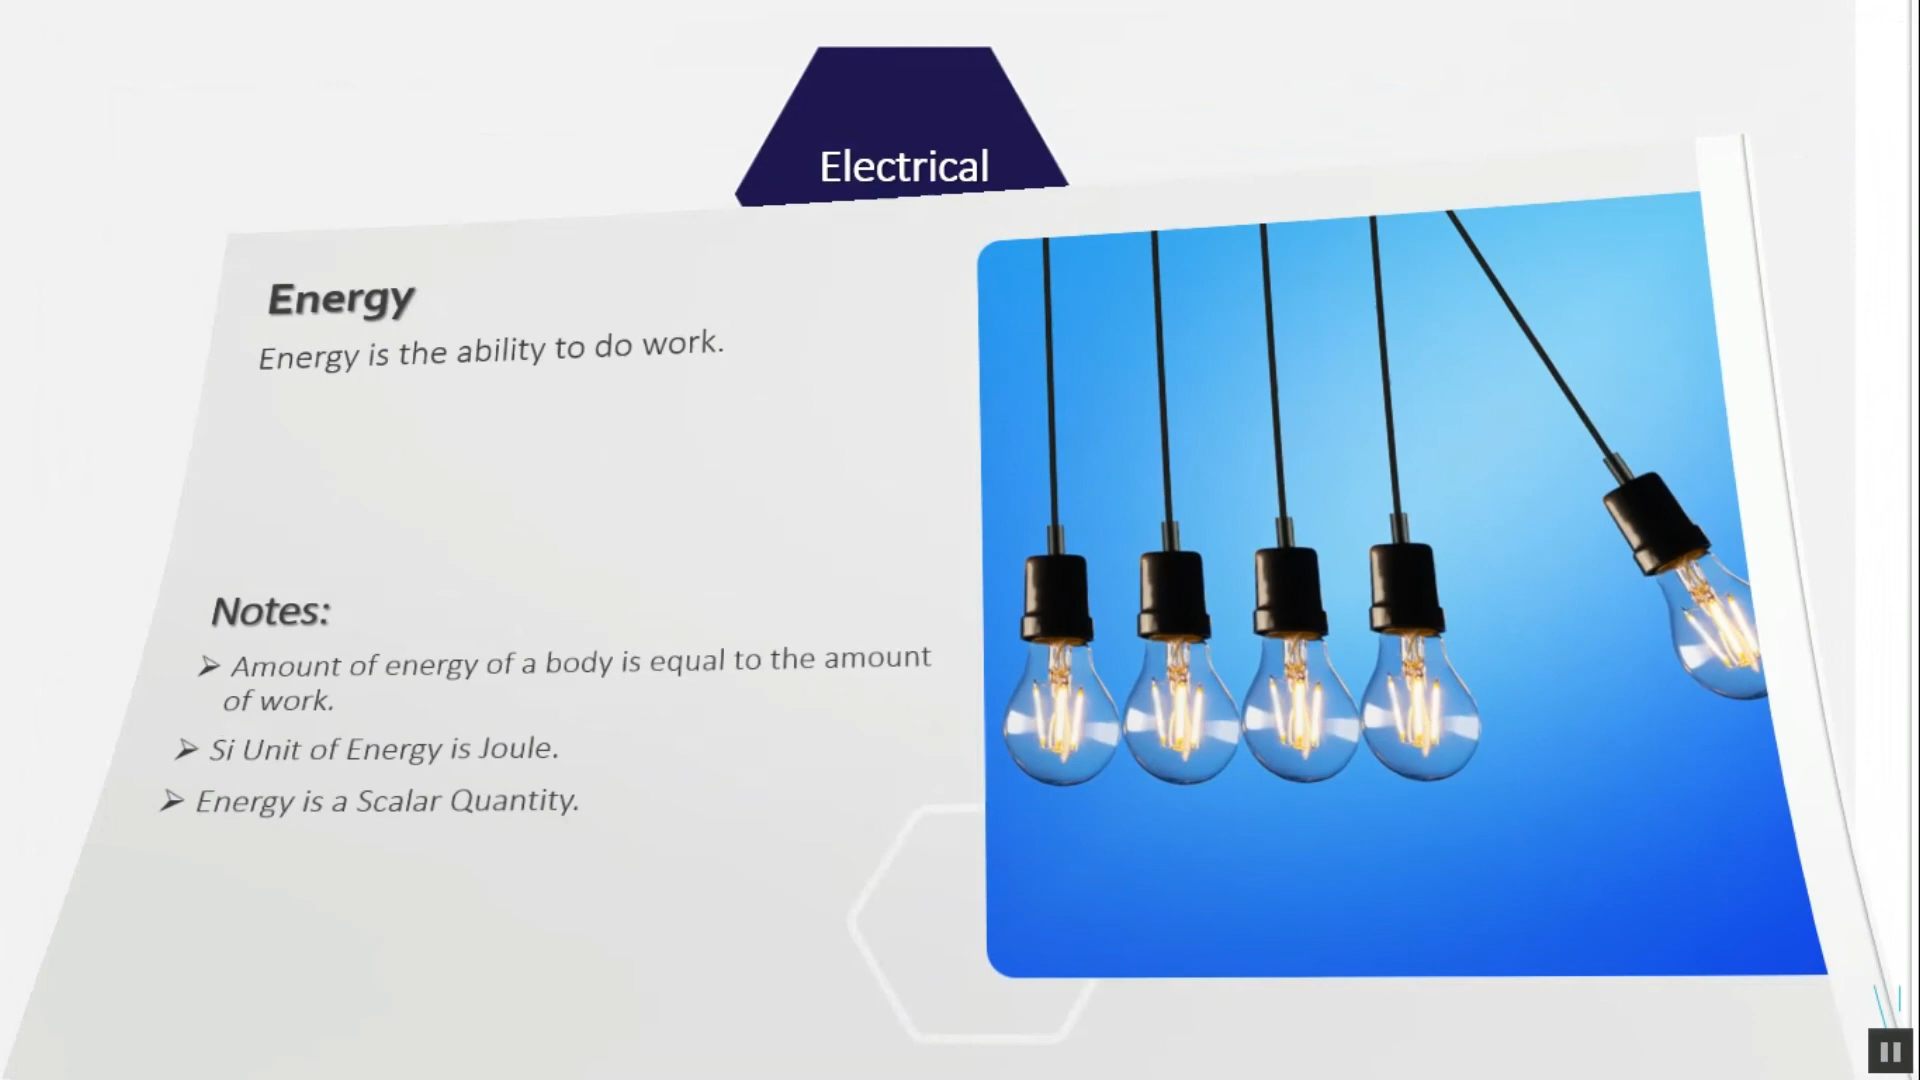 Electrical
Energy
Energy is the ability to do work.
Notes:
➢ Amount of energy of a body is equal to the amount
of work.
➢ Si Unit of Energy is Joule.
➢ Energy is a Scalar Quantity.